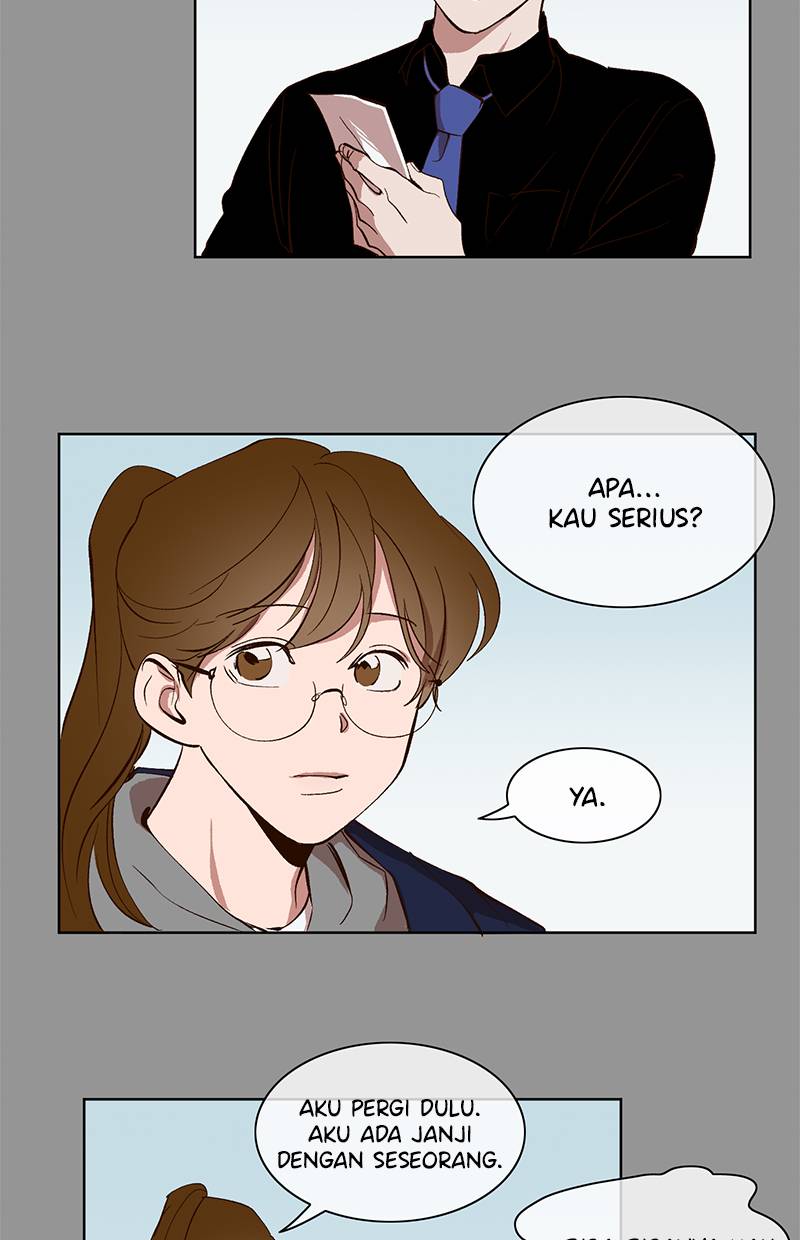 APA...
KAU SERIUS?
YA.
AKU PERGI DULU.
AKU ADA JANJI
DENGAN SESEORANG.